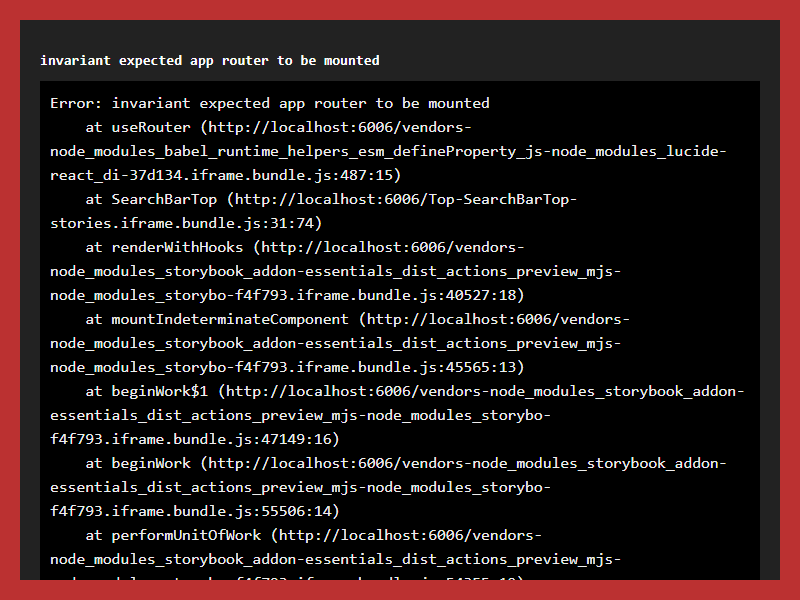 invariant expected app router to be mounted
Error: invariant expected app router to be mounted
at useRouter (http://localhost:6006/vendors-
node_modules_babel_runtime_helpers_esm_defineProperty_js-node_modules_lucide-
react_di-37d134.iframe.bundle.js:487:15)
at SearchBarTop (http://localhost:6006/Top-SearchBarTop-
stories.iframe.bundle.js:31:74)
at renderWithHooks (http://localhost:6006/vendors-
node_modules_storybook_addon-essentials_dist_actions_preview_mjs-
node_modules_storybo-f4f793.iframe.bundle.js:40527:18)
at mountIndeterminateComponent (http://localhost:6006/vendors-
node_modules_storybook_addon-essentials_dist_actions_preview_mjs-
node_modules_storybo-f4f793.iframe.bundle.js:45565:13)
at beginWork$1 (http://localhost:6006/vendors-node_modules_storybook_addon-
essentials_dist_actions_preview_mjs-node_modules_storybo-
f4f793.iframe.bundle.js:47149:16)
at beginWork (http://localhost:6006/vendors-node_modules_storybook_addon-
essentials_dist_actions_preview_mjs-node_modules_storybo-
f4f793.iframe.bundle.js:55506:14)
at performUnitOfWork (http://localhost:6006/vendors-
node_modules_storybook_addon-essentials_dist_actions_preview_mjs-